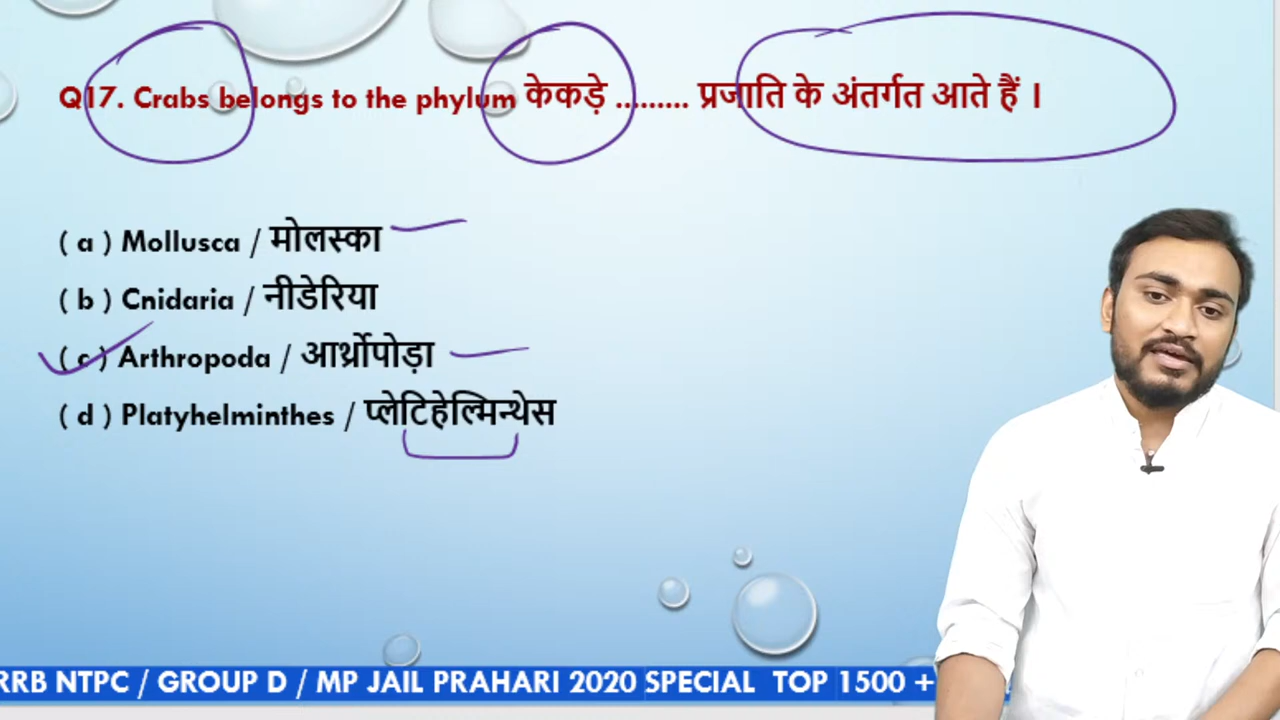 Q17. Crabs belongs to the phylum केकड़े ......... प्रजाति के अंतर्गत आते हैं ।
( a ) Mollusca / मोलस्का
( b ) Cnidaria / नीडेरिया
( c ) Arthropoda / आर्थ्रोपोड़ा
( d ) Platyhelminthes / प्लेटिहेल्मिन्थेस
RRB NTPC / GROUP D / MP JAIL PRAHARI 2020 SPECIAL TOP 1500 +